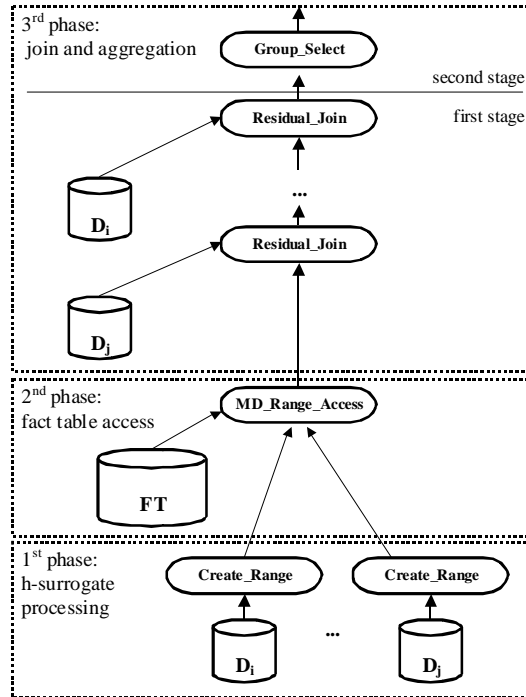 3rd phase:
join and aggregation
Group_Select
second stage
first stage
Residual_Join
Di
...
Residual_Join
Dj
2nd phase:
fact table access
MD_Range_Access
FT
1st phase:
h-surrogate
processing
Create_Range
Create_Range
Di
...
Dj